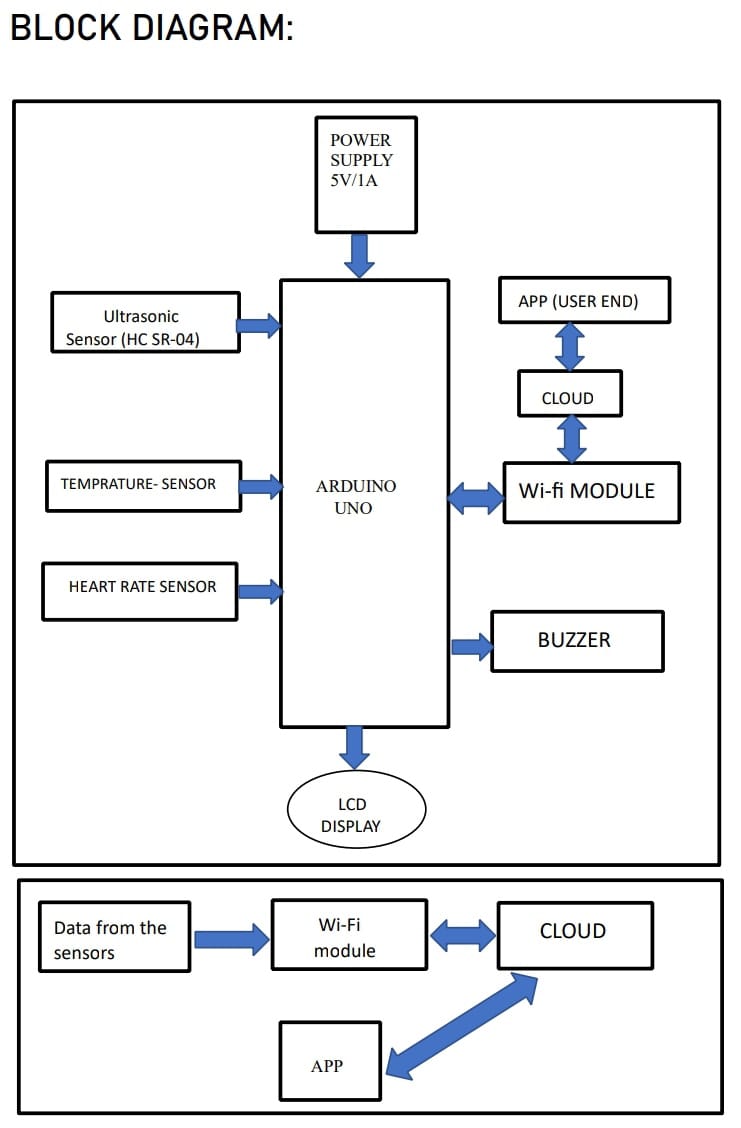 BLOCK DIAGRAM:
POWER
SUPPLY
5V/1A
Ultrasonic
Sensor (HC SR-04)
APP (USER END)
CLOUD
TEMPRATURE- SENSOR
ARDUINO
UNO
Wi-fi MODULE
HEART RATE SENSOR
BUZZER
LCD
DISPLAY
Data from the
sensors
Wi-Fi
module
CLOUD
APP